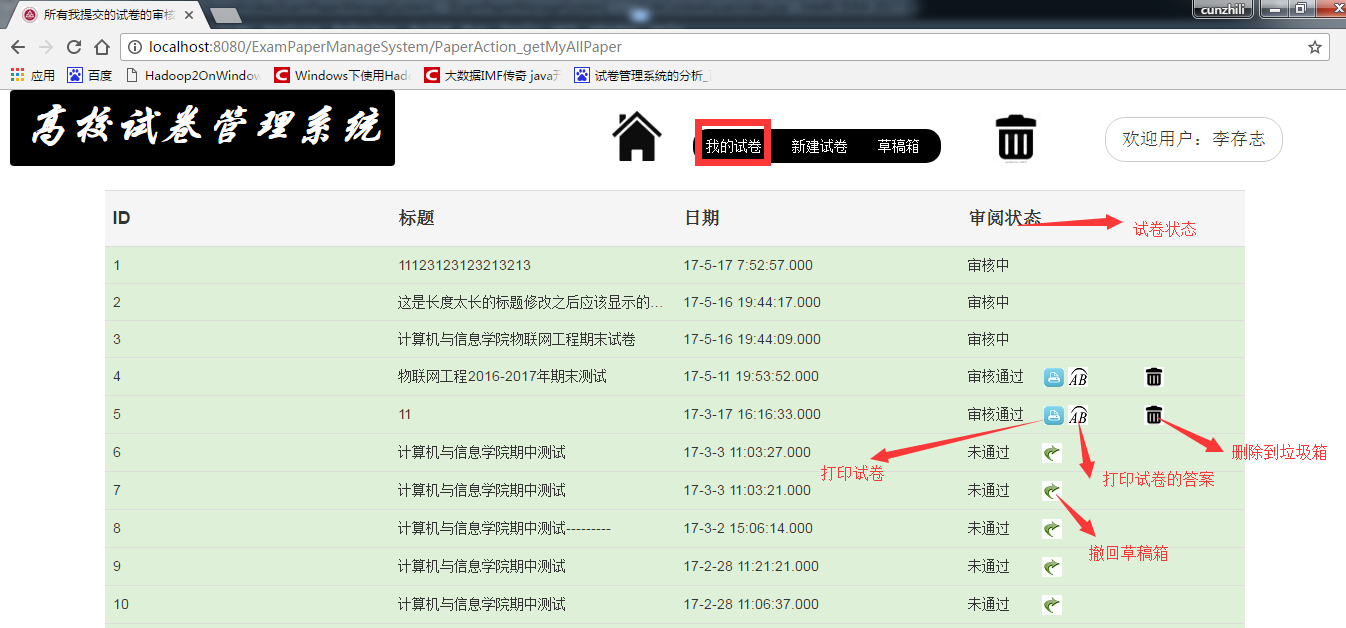 所有我提交的试卷的审核
cunzhili
localhost:8080/ExamPaperManageSystem/PaperAction_getMyAllPaper
应用 百度 Hadoop2OnWindow Windows下使用Had 大数据IMF传奇 java开 试卷管理系统的分析_
高校试卷管理系统
我的试卷 新建试卷 草稿箱
欢迎用户：李存志
ID 标题 日期 审阅状态
试卷状态
1 11123123123213213 17-5-17 7:52:57.000 审核中
2 这是长度太长的标题修改之后应该显示的... 17-5-16 19:44:17.000 审核中
3 计算机与信息学院物联网工程期末试卷 17-5-16 19:44:09.000 审核中
4 物联网工程2016-2017年期末测试 17-5-11 19:53:52.000 审核通过 AB
5 11 17-3-17 16:16:33.000 审核通过 AB
6 计算机与信息学院期中测试 17-3-3 11:03:27.000 未通过
删除到垃圾箱
打印试卷
打印试卷的答案
7 计算机与信息学院期中测试 17-3-3 11:03:21.000 未通过
8 计算机与信息学院期中测试--------- 17-3-2 15:06:14.000 未通过
撤回草稿箱
9 计算机与信息学院期中测试 17-2-28 11:21:21.000 未通过
10 计算机与信息学院期中测试 17-2-28 11:06:37.000 未通过